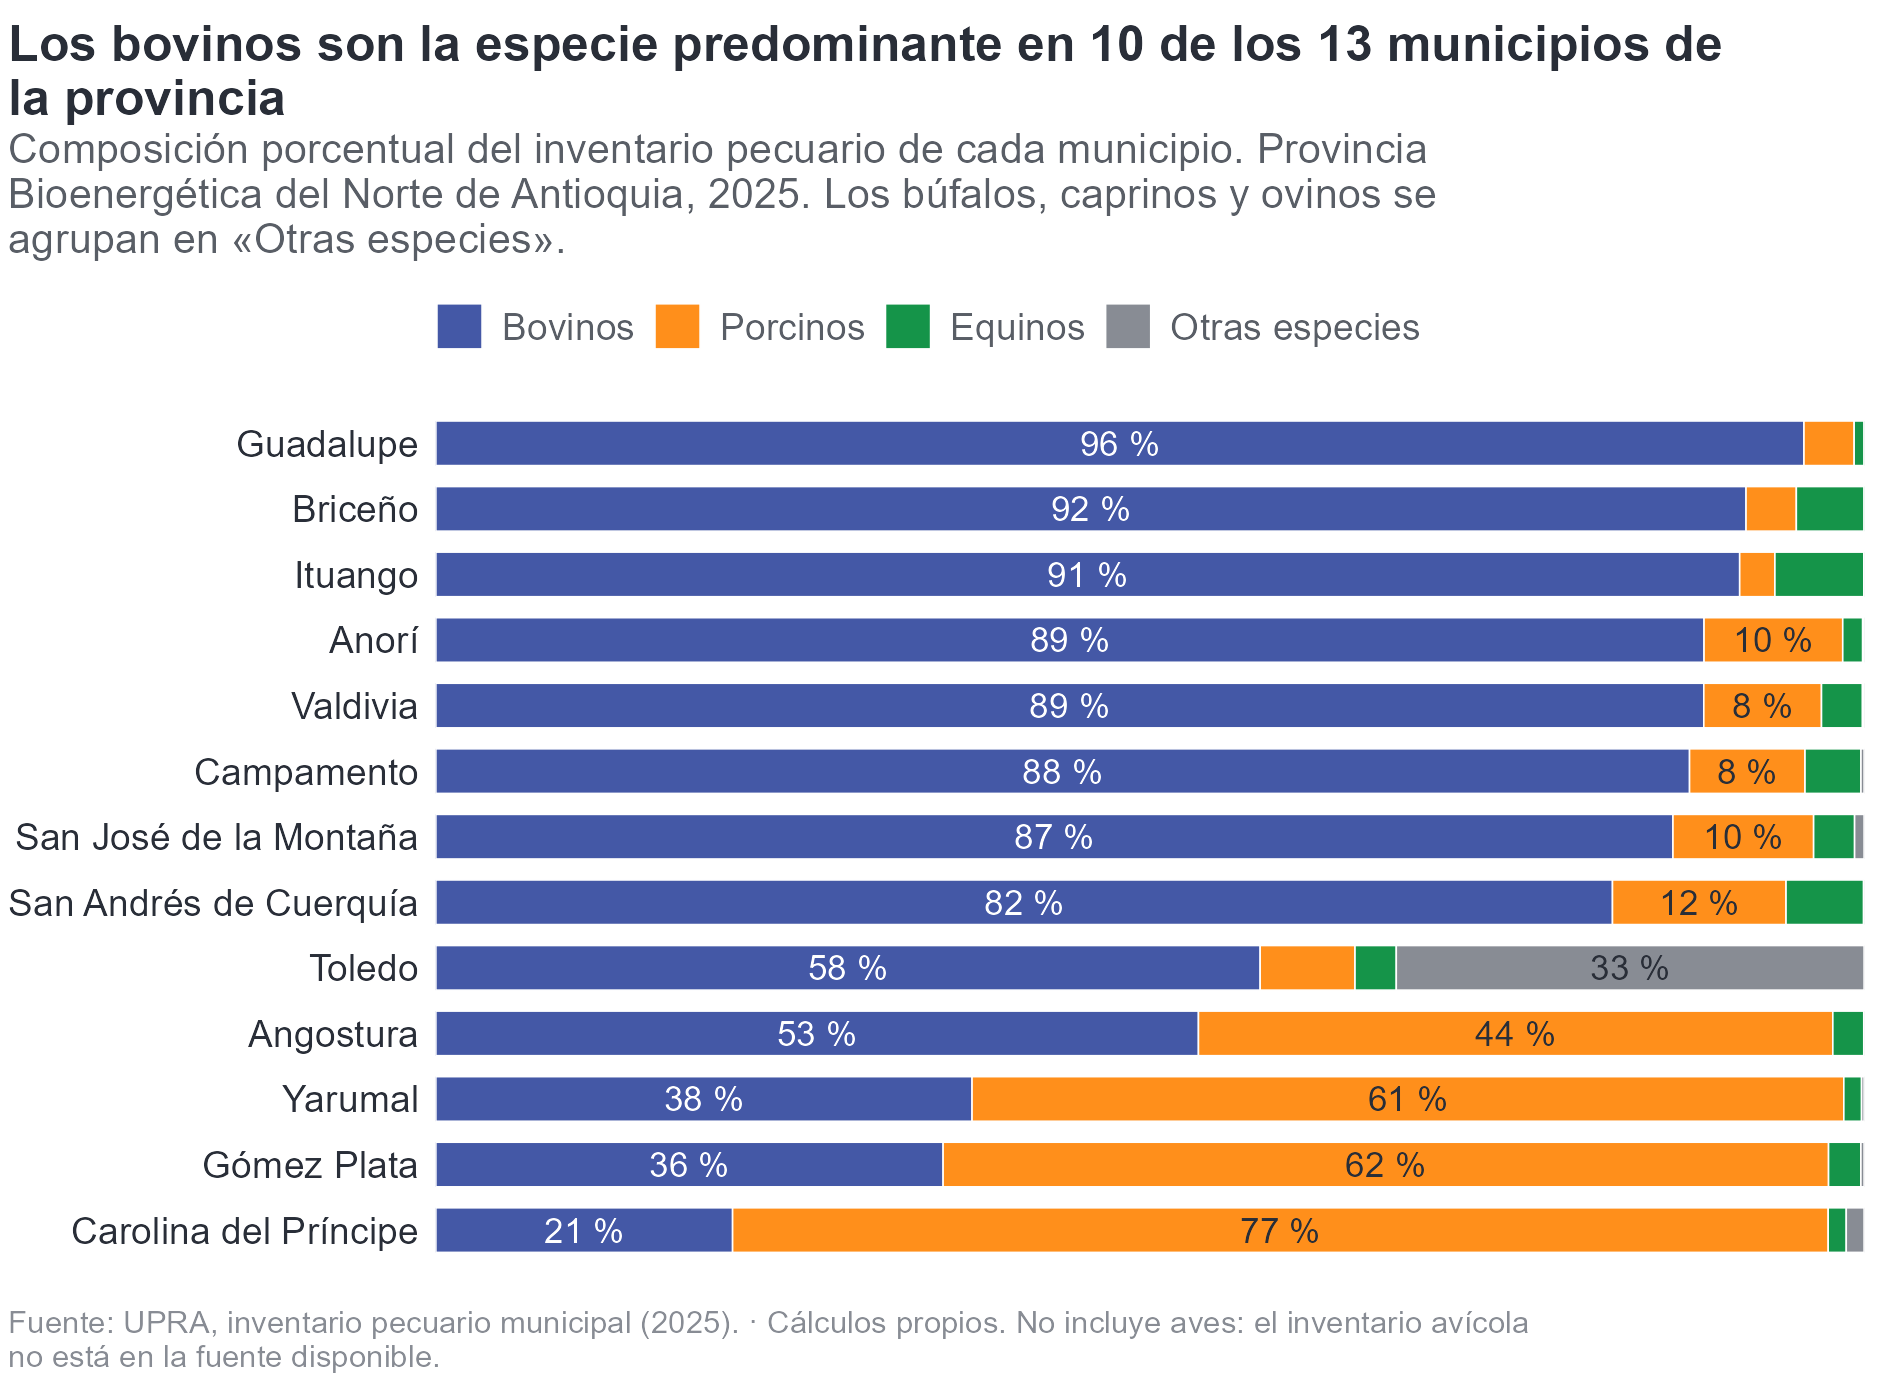 Los bovinos son la especie predominante en 10 de los 13 municipios de
la provincia
Composición porcentual del inventario pecuario de cada municipio. Provincia
Bioenergética del Norte de Antioquia, 2025. Los búfalos, caprinos y ovinos se
agrupan en «Otras especies».
Bovinos Porcinos Equinos Otras especies
Guadalupe 96 %
Briceño 92 %
Ituango 91 %
Anorí 89 % 10 %
Valdivia 89 % 8 %
Campamento 88 % 8 %
San José de la Montaña 87 % 10 %
San Andrés de Cuerquía 82 % 12 %
Toledo 58 % 33 %
Angostura 53 % 44 %
Yarumal 38 % 61 %
Gómez Plata 36 % 62 %
Carolina del Príncipe 21 % 77 %
Fuente: UPRA, inventario pecuario municipal (2025). · Cálculos propios. No incluye aves: el inventario avícola
no está en la fuente disponible.